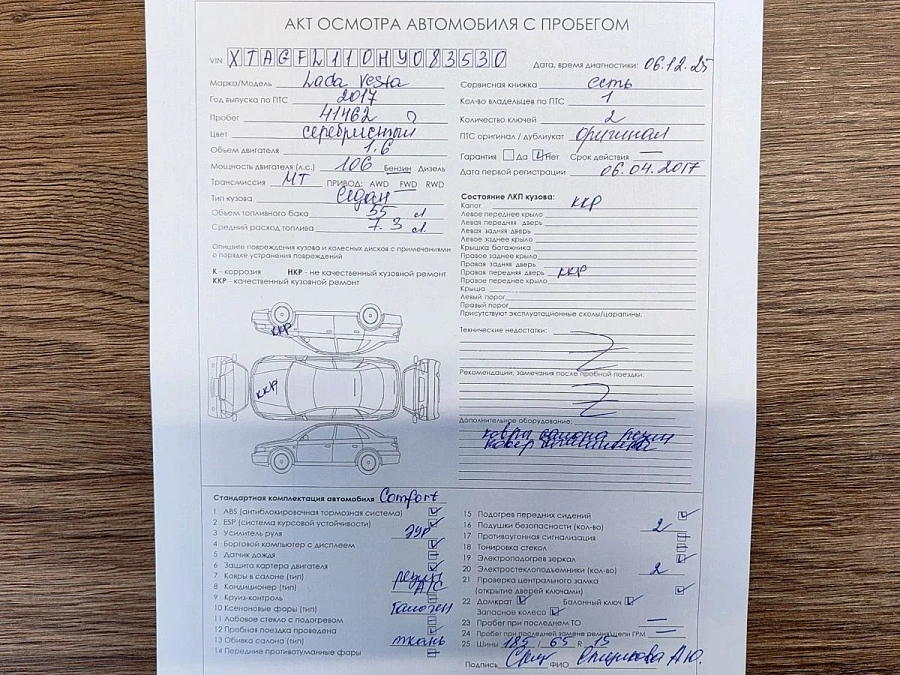 АКТ ОСМОТРА АВТОМОБИЛЯ С ПРОБЕГОМ
VIN XTAGFL110HY083530
Дата, время диагностики: 06.12.25
Марка/Модель Lada Vesta
Год выпуска по ПТС 2017
Пробег 41462
Цвет серебристый
Объем двигателя 1.6
Мощность двигателя (л.с.) 106 Бензин Дизель
Трансмиссия МТ ПРИВОД: AWD FWD RWD
Тип кузова Седан
Объем топливного бака 55 л
Средний расход топлива 7.3 л.
Опишите повреждения кузова и колесных дисков с примечаниями
о порядке устранения повреждений
К - коррозия НКР - не качественный кузовной ремонт
ККР - качественный кузовной ремонт
ккр
ккр
Сервисная книжка есть
Кол-во владельцев по ПТС 1
Количество ключей 2
ПТС оригинал / дубликат оригинал
Гарантия Да Нет Срок действия —
Дата первой регистрации 06.04.2017
Состояние ЛКП кузова:
Капот ккр
Левое переднее крыло
Левая передняя дверь
Левая задняя дверь
Левое заднее крыло
Крышка багажника
Правое заднее крыло
Правая задняя дверь
Правая передняя дверь ккр
Правое переднее крыло
Крыша
Левый порог
Правый порог
Присутствуют эксплуатационные сколы/царапины.
Технические недостатки:
Рекомендации, замечания после пробной поездки:
Дополнительное оборудование:
ковры салона резин
Стандартная комплектация автомобиля Comfort
1 ABS (антиблокировочная тормозная система)
2 ESP (система курсовой устойчивости)
3 Усилитель руля ЭУР
4 Бортовой компьютер с дисплеем
5 Датчик дождя
6 Защита картера двигателя
7 Ковры в салоне (тип) резин
8 Кондиционер (тип) А/С
9 Круиз-контроль
10 Ксеноновые фары (тип) Галоген
11 Лобовое стекло с подогревом
12 Пробная поездка проведена
13 Обивка салона (тип) ткань
14 Передние противотуманные фары
15 Подогрев передних сидений
16 Подушки безопасности (кол-во) 2
17 Противоугонная сигнализация
18 Тонировка стекол
19 Электроподогрев зеркал
20 Электростеклоподъемники (кол-во) 2
21 Проверка центрального замка
(открытие дверей ключами)
22 Домкрат Балонный ключ
Запасное колесо
23 Пробег при последнем ТО —
24 Пробег при последней замене ремня/цепи ГРМ —
25 Шины 185 / 65 R 15
Подпись ФИО